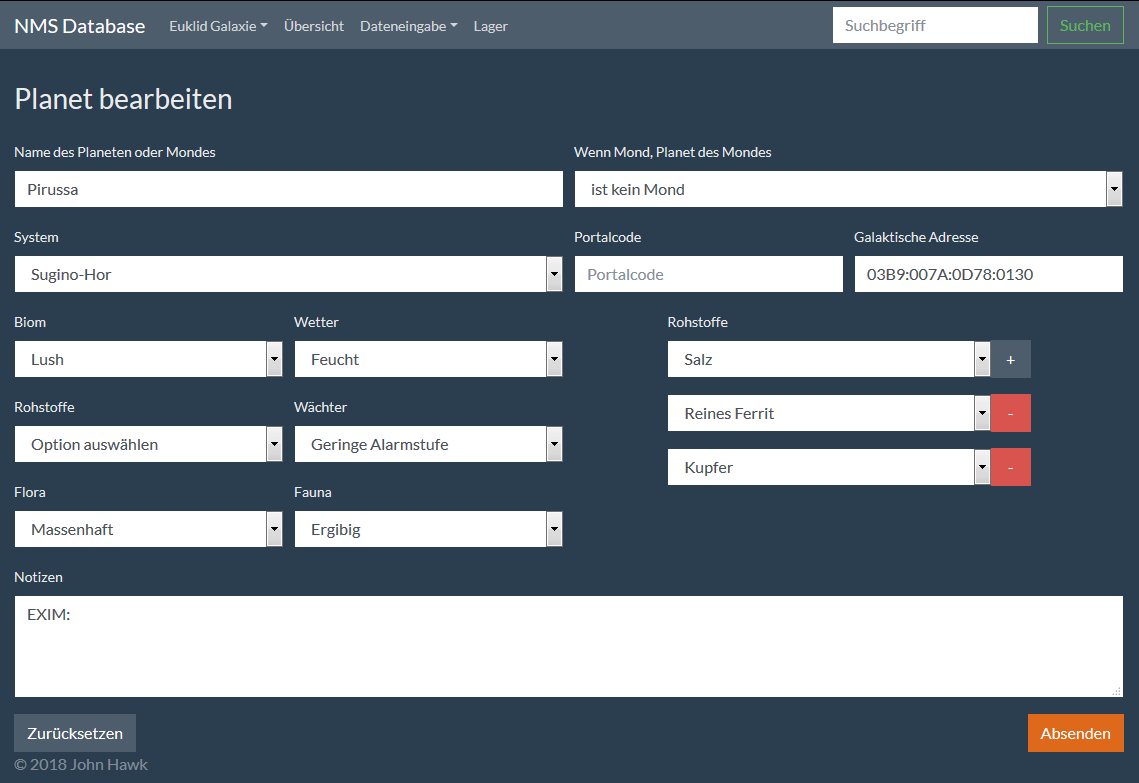 NMS Database Euklid Galaxie Übersicht Dateneingabe Lager Suchbegriff Suchen
Planet bearbeiten
Name des Planeten oder Mondes Wenn Mond, Planet des Mondes
Pirussa ist kein Mond
System Portalcode Galaktische Adresse
Sugino-Hor Portalcode 03B9:007A:0D78:0130
Biom Wetter Rohstoffe
Lush Feucht Salz +
Rohstoffe Wächter
Reines Ferrit -
Option auswählen Geringe Alarmstufe
Kupfer -
Flora Fauna
Massenhaft Ergibig
Notizen
EXIM:
Zurücksetzen Absenden
© 2018 John Hawk